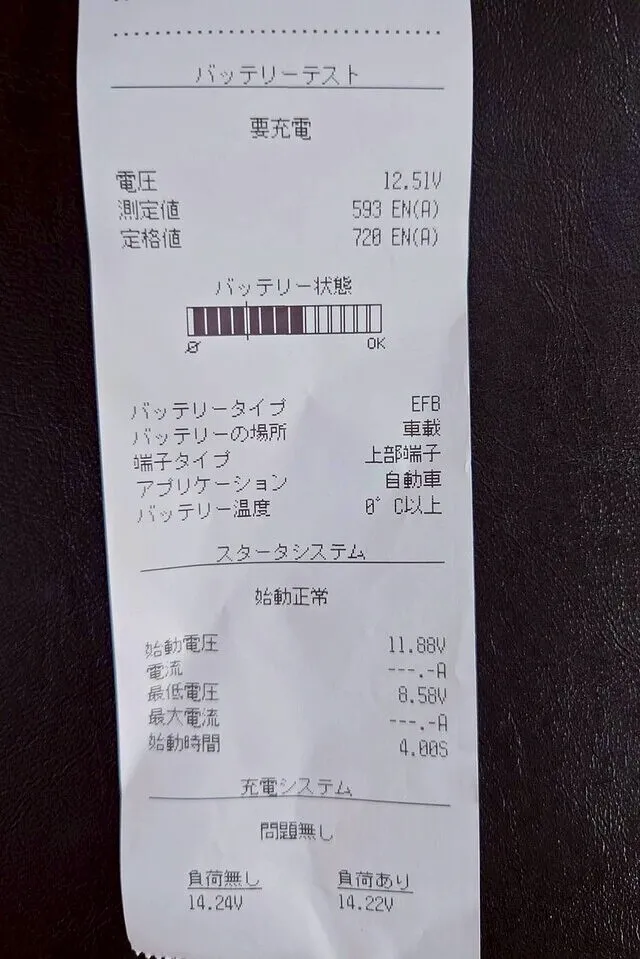 バッテリーテスト
要充電
電圧 12.51V
測定値 593 EN(A)
定格値 720 EN(A)
バッテリー状態
OK
バッテリータイプ EFB
バッテリーの場所 車載
端子タイプ 上部端子
アプリケーション 自動車
バッテリー温度 0°C以上
スタータシステム
始動正常
始動電圧 11.88V
電流 ---.-A
最低電圧 8.58V
最大電流 ---.-A
始動時間 4.00S
充電システム
問題無し
負荷無し 負荷あり
14.24V 14.22V